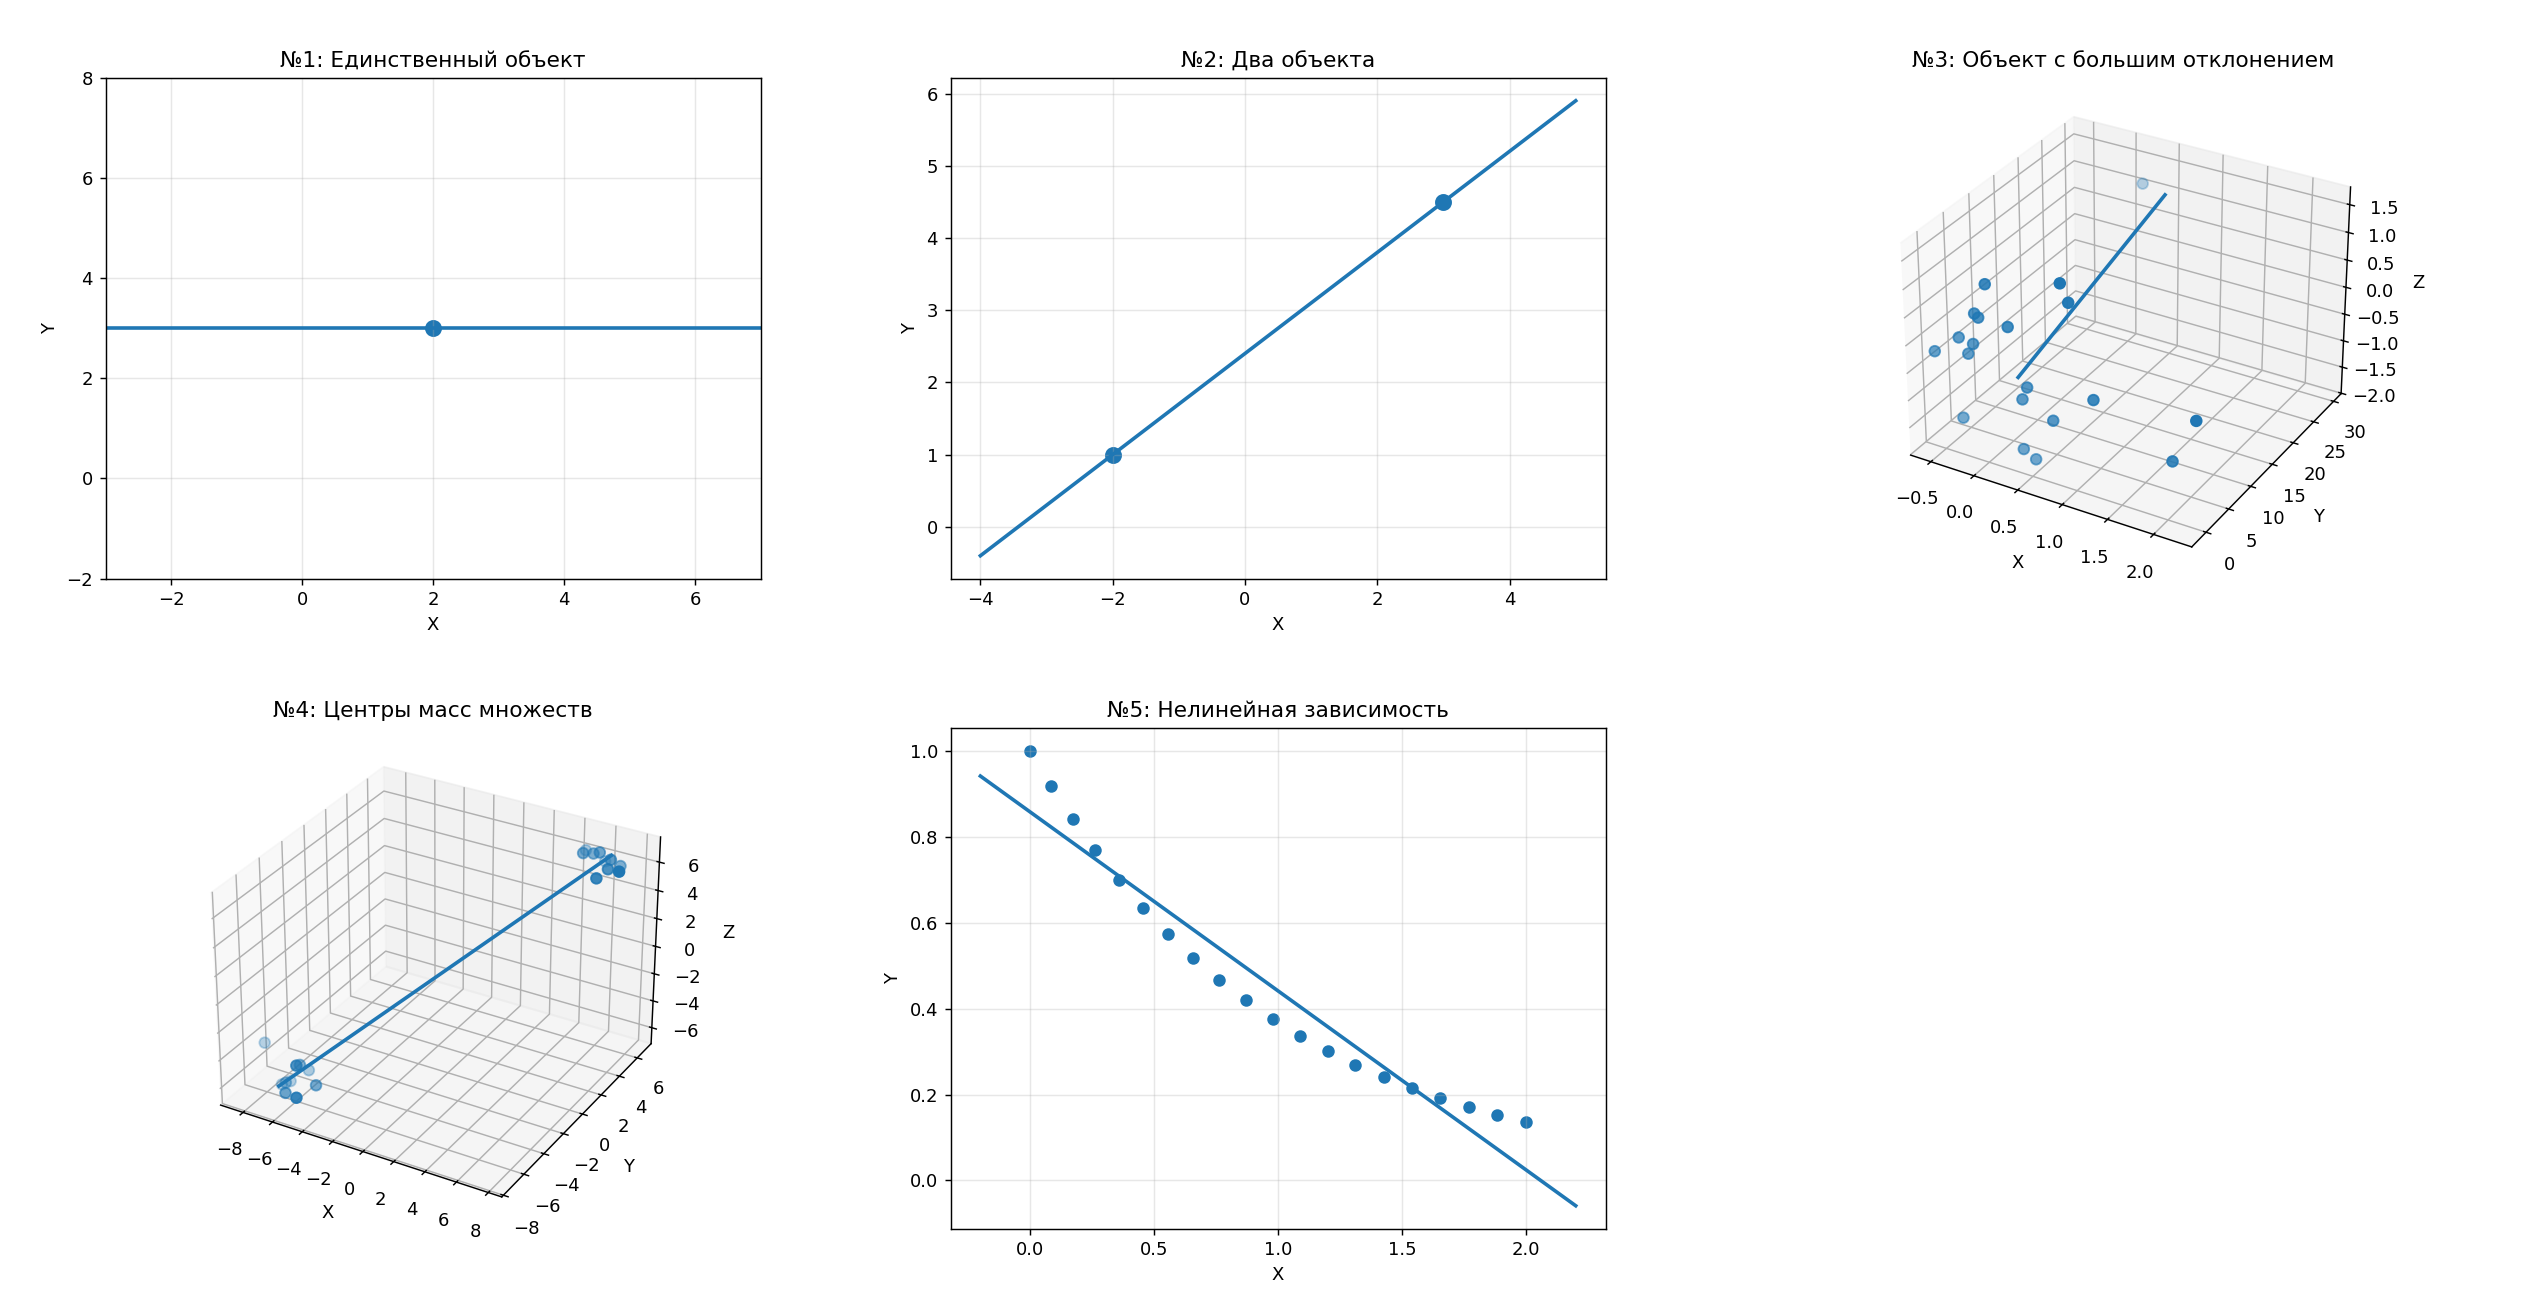 №1: Единственный объект
8
6
4
2
0
−2
Y
−2 0 2 4 6
X
№2: Два объекта
6
5
4
3
2
1
0
Y
−4 −2 0 2 4
X
№3: Объект с большим отклонением
1.5
1.0
0.5
0.0
−0.5
−1.0
−1.5
−2.0
Z
−0.5 0.0 0.5 1.0 1.5 2.0
X
0 5 10 15 20 25 30
Y
№4: Центры масс множеств
6
4
2
0
−2
−4
−6
Z
−8 −6 −4 −2 0 2 4 6 8
X
−8 −6 −4 −2 0 2 4 6
Y
№5: Нелинейная зависимость
1.0
0.8
0.6
0.4
0.2
0.0
Y
0.0 0.5 1.0 1.5 2.0
X